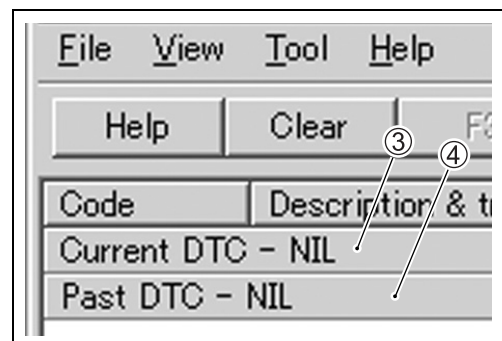 File View Tool Help
Help Clear
③
④
Code Description &
Current DTC – NIL
Past DTC – NIL